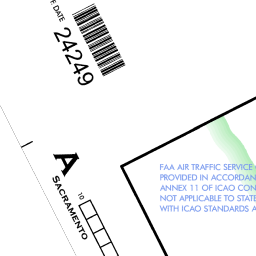 DATE
24249
A
SACRAMENTO
10
FAA AIR TRAFFIC SERVICE
PROVIDED IN ACCORDAN
ANNEX 11 OF ICAO CON
NOT APPLICABLE TO STATE
WITH ICAO STANDARDS A